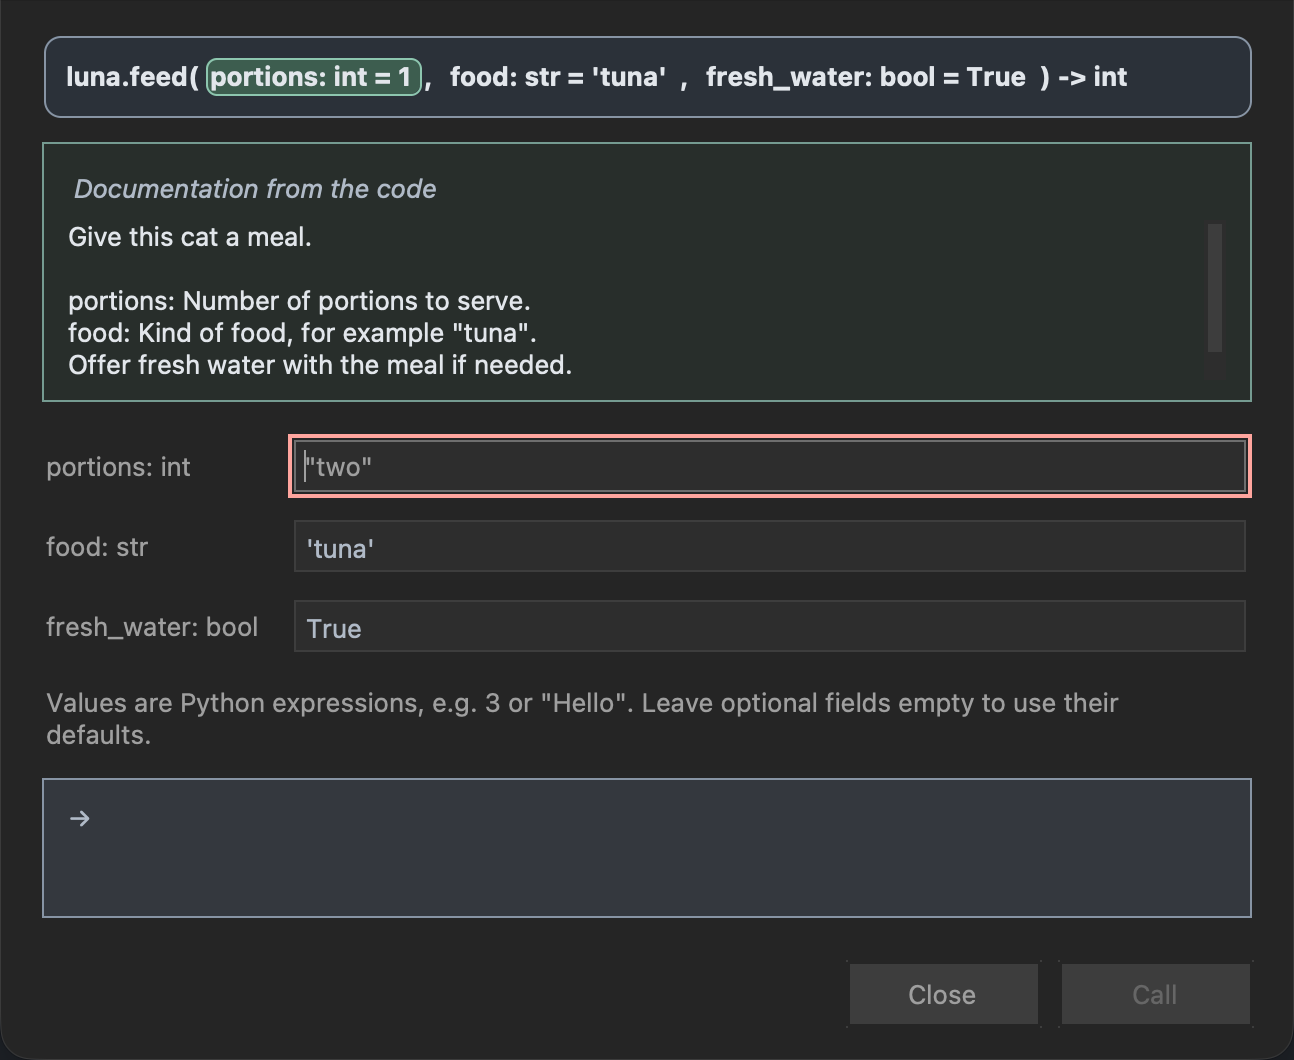 luna.feed( portions: int = 1 , food: str = 'tuna' , fresh_water: bool = True ) -> int
Documentation from the code
Give this cat a meal.
portions: Number of portions to serve.
food: Kind of food, for example "tuna".
Offer fresh water with the meal if needed.
portions: int "two"
food: str 'tuna'
fresh_water: bool True
Values are Python expressions, e.g. 3 or "Hello". Leave optional fields empty to use their
defaults.
→
Close Call